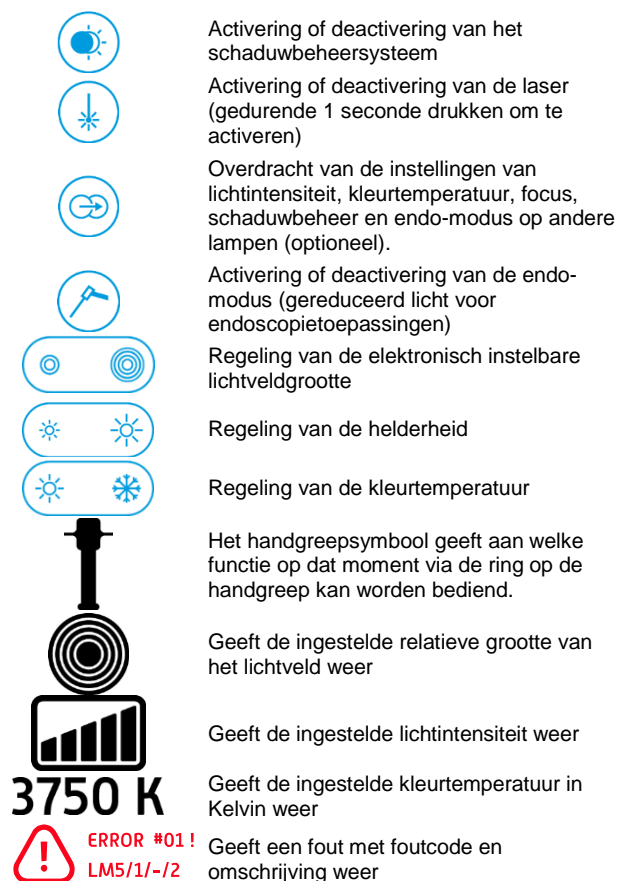 Activering of deactivering van het
schaduwbeheersysteem
Activering of deactivering van de laser
(gedurende 1 seconde drukken om te
activeren)
Overdracht van de instellingen van
lichtintensiteit, kleurtemperatuur, focus,
schaduwbeheer en endo-modus op andere
lampen (optioneel).
Activering of deactivering van de endo-
modus (gereduceerd licht voor
endoscopietoepassingen)
Regeling van de elektronisch instelbare
lichtveldgrootte
Regeling van de helderheid
Regeling van de kleurtemperatuur
Het handgreepsymbool geeft aan welke
functie op dat moment via de ring op de
handgreep kan worden bediend.
Geeft de ingestelde relatieve grootte van
het lichtveld weer
Geeft de ingestelde lichtintensiteit weer
3750 K
Geeft de ingestelde kleurtemperatuur in
Kelvin weer
ERROR #01!
LM5/1/-/2
Geeft een fout met foutcode en
omschrijving weer